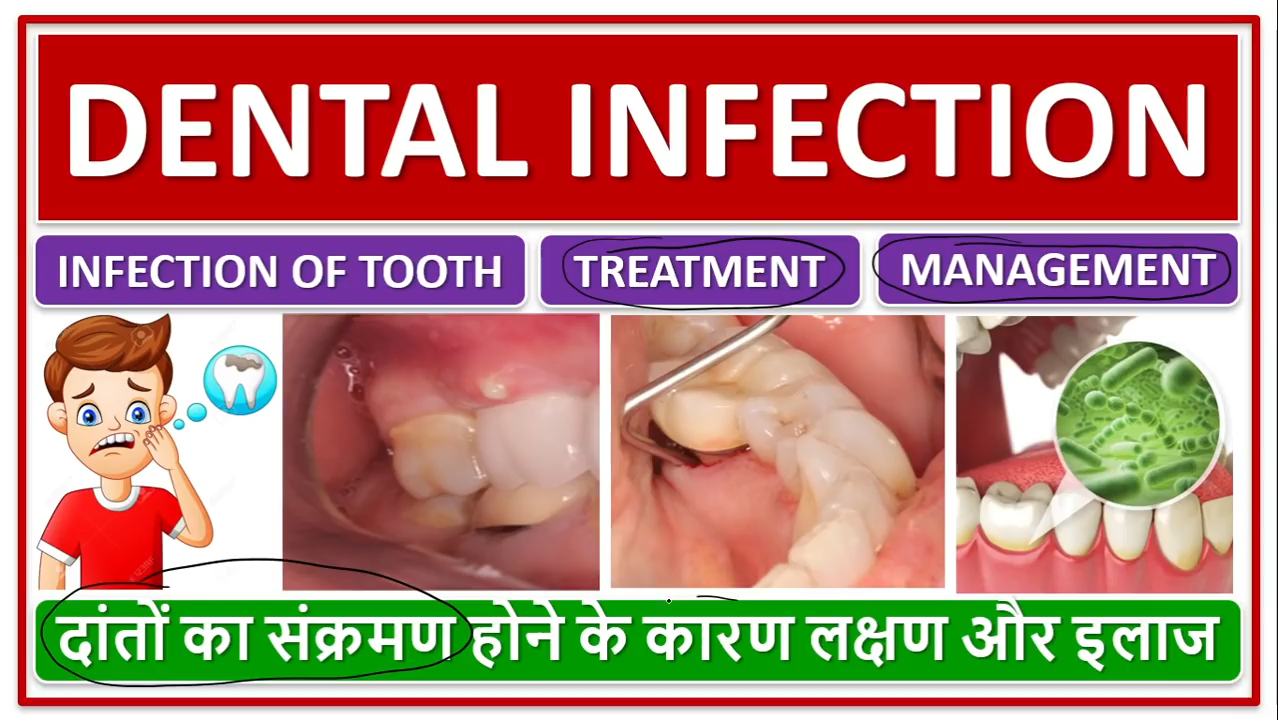 DENTAL INFECTION
INFECTION OF TOOTH
TREATMENT
MANAGEMENT
दांतों का संक्रमण होने के कारण लक्षण और इलाज